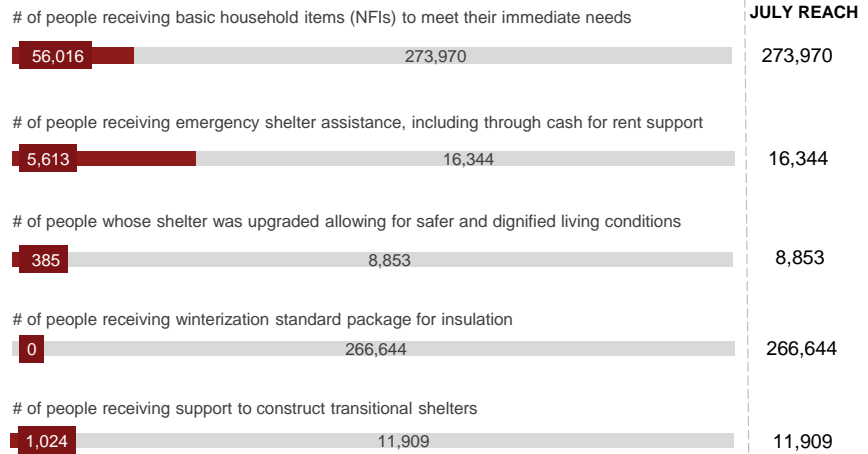 JULY REACH
# of people receiving basic household items (NFIs) to meet their immediate needs
56,016 273,970 273,970
# of people receiving emergency shelter assistance, including through cash for rent support
5,613 16,344 16,344
# of people whose shelter was upgraded allowing for safer and dignified living conditions
385 8,853 8,853
# of people receiving winterization standard package for insulation
0 266,644 266,644
# of people receiving support to construct transitional shelters
1,024 11,909 11,909